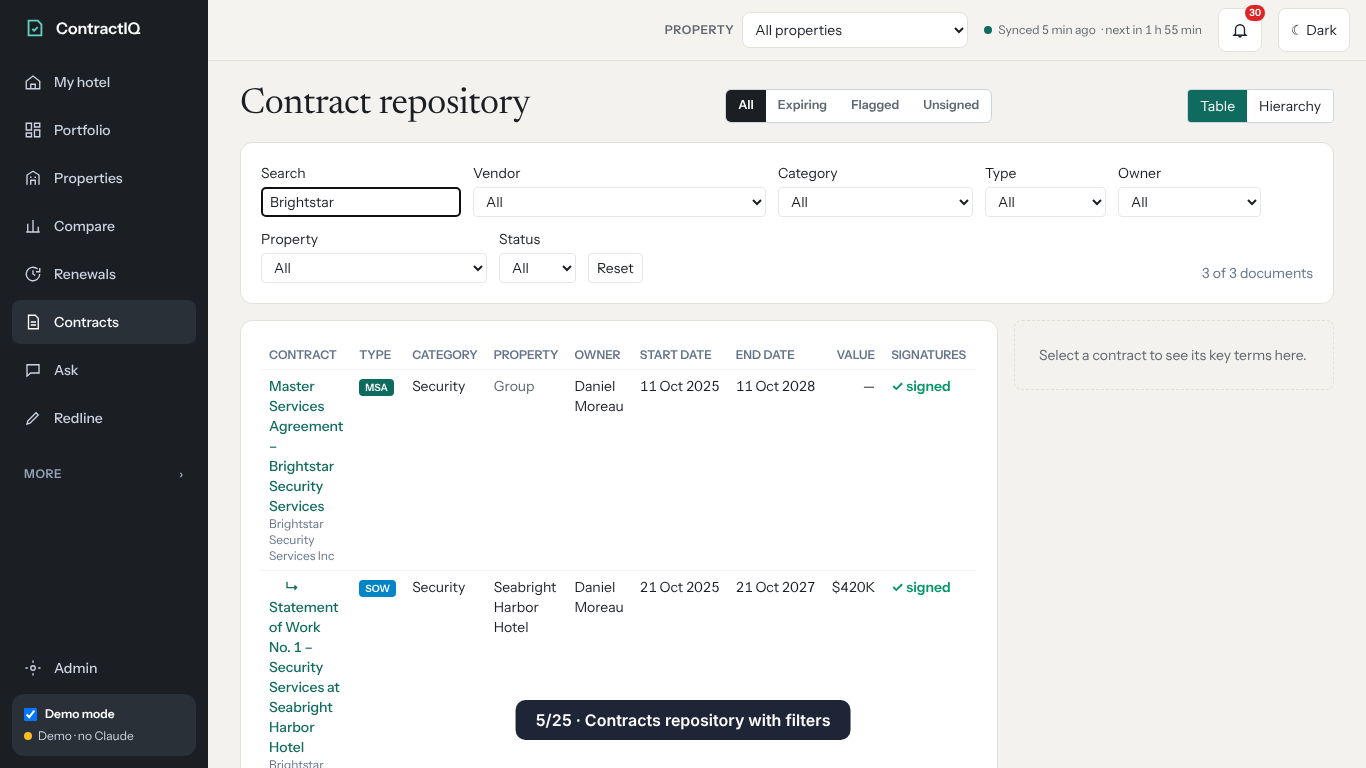 ContractIQ
My hotel
Portfolio
Properties
Compare
Renewals
Contracts
Ask
Redline
MORE ›
Admin
Demo mode
Demo · no Claude
PROPERTY All properties Synced 5 min ago · next in 1 h 55 min 30 ☾ Dark
Contract repository All Expiring Flagged Unsigned Table Hierarchy
Search Vendor Category Type Owner
Brightstar All All All All
Property Status
All All Reset 3 of 3 documents
CONTRACT TYPE CATEGORY PROPERTY OWNER START DATE END DATE VALUE SIGNATURES
Master MSA Security Group Daniel 11 Oct 2025 11 Oct 2028 — ✓ signed
Services Moreau
Agreement
–
Brightstar
Security
Services
Brightstar
Security
Services Inc
↳ SOW Security Seabright Daniel 21 Oct 2025 21 Oct 2027 $420K ✓ signed
Statement Harbor Moreau
of Work Hotel
No. 1 –
Security
Services at
Seabright
Harbor
Hotel
Brightstar
Select a contract to see its key terms here.
5/25 · Contracts repository with filters